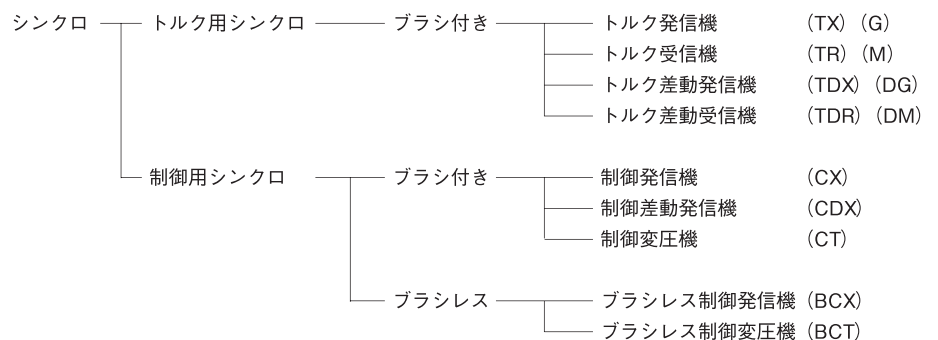 シンクロ トルク用シンクロ ブラシ付き トルク発信機 (TX) (G)
トルク受信機 (TR) (M)
トルク差動発信機 (TDX) (DG)
トルク差動受信機 (TDR) (DM)
制御用シンクロ ブラシ付き 制御発信機 (CX)
制御差動発信機 (CDX)
制御変圧機 (CT)
ブラシレス ブラシレス制御発信機 (BCX)
ブラシレス制御変圧機 (BCT)